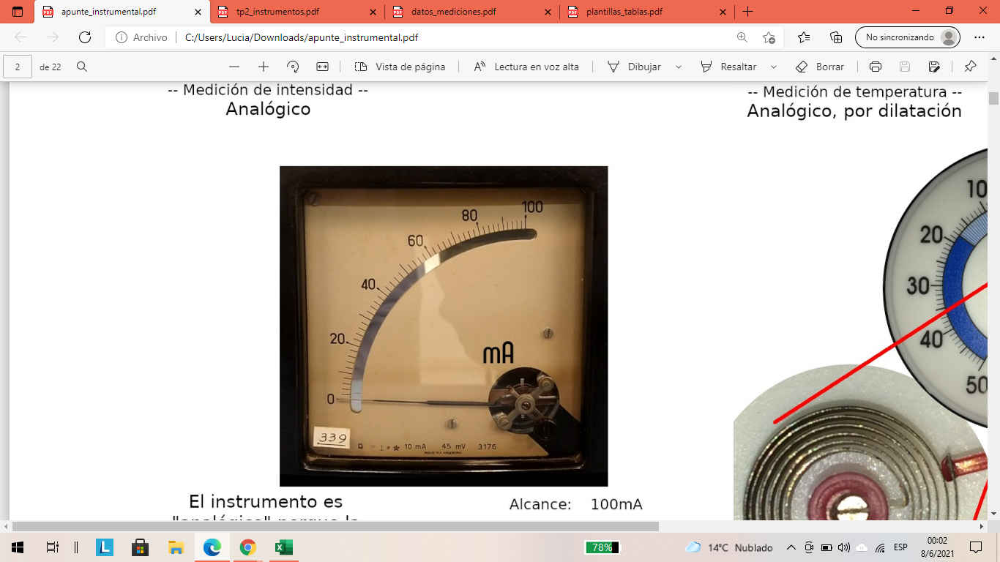 apunte_instrumental.pdf
tp2_instrumentos.pdf
datos_mediciones.pdf
plantillas_tablas.pdf
Archivo
C:/Users/Lucia/Downloads/apunte_instrumental.pdf
No sincronizando
2 de 22
Vista de página
Lectura en voz alta
Dibujar
Resaltar
Borrar
-- Medición de intensidad --
Analógico
-- Medición de temperatura --
Analógico, por dilatación
0
20
40
60
80
100
mA
339
10 mA 45 mV 3176
10
20
30
40
50
El instrumento es
"analógico" porque la
Alcance: 100mA
78%
14°C Nublado
ESP
00:02
8/6/2021